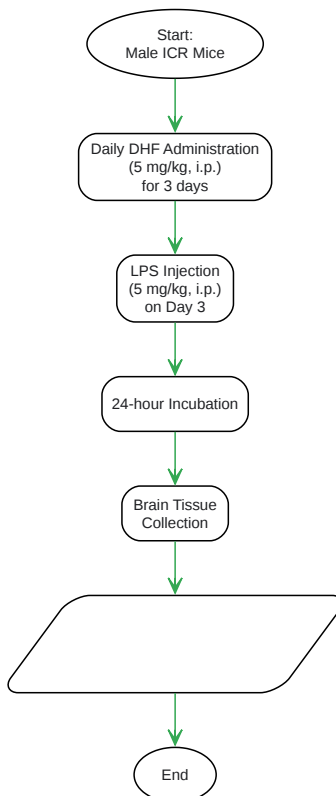 Start:
Male ICR Mice
Daily DHF Administration
(5 mg/kg, i.p.)
for 3 days
LPS Injection
(5 mg/kg, i.p.)
on Day 3
24-hour Incubation
Brain Tissue
Collection
End